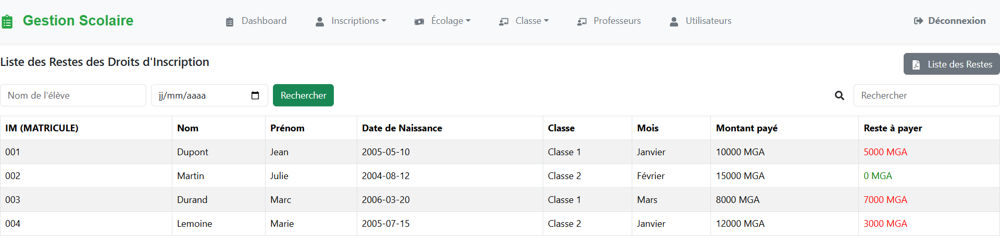 Gestion Scolaire Dashboard Inscriptions Écolage Classe Professeurs Utilisateurs Déconnexion
Liste des Restes des Droits d'Inscription Liste des Restes
Nom de l'élève jj/mm/aaaa Rechercher Rechercher
IM (MATRICULE) Nom Prénom Date de Naissance Classe Mois Montant payé Reste à payer
001 Dupont Jean 2005-05-10 Classe 1 Janvier 10000 MGA 5000 MGA
002 Martin Julie 2004-08-12 Classe 2 Février 15000 MGA 0 MGA
003 Durand Marc 2006-03-20 Classe 1 Mars 8000 MGA 7000 MGA
004 Lemoine Marie 2005-07-15 Classe 2 Janvier 12000 MGA 3000 MGA